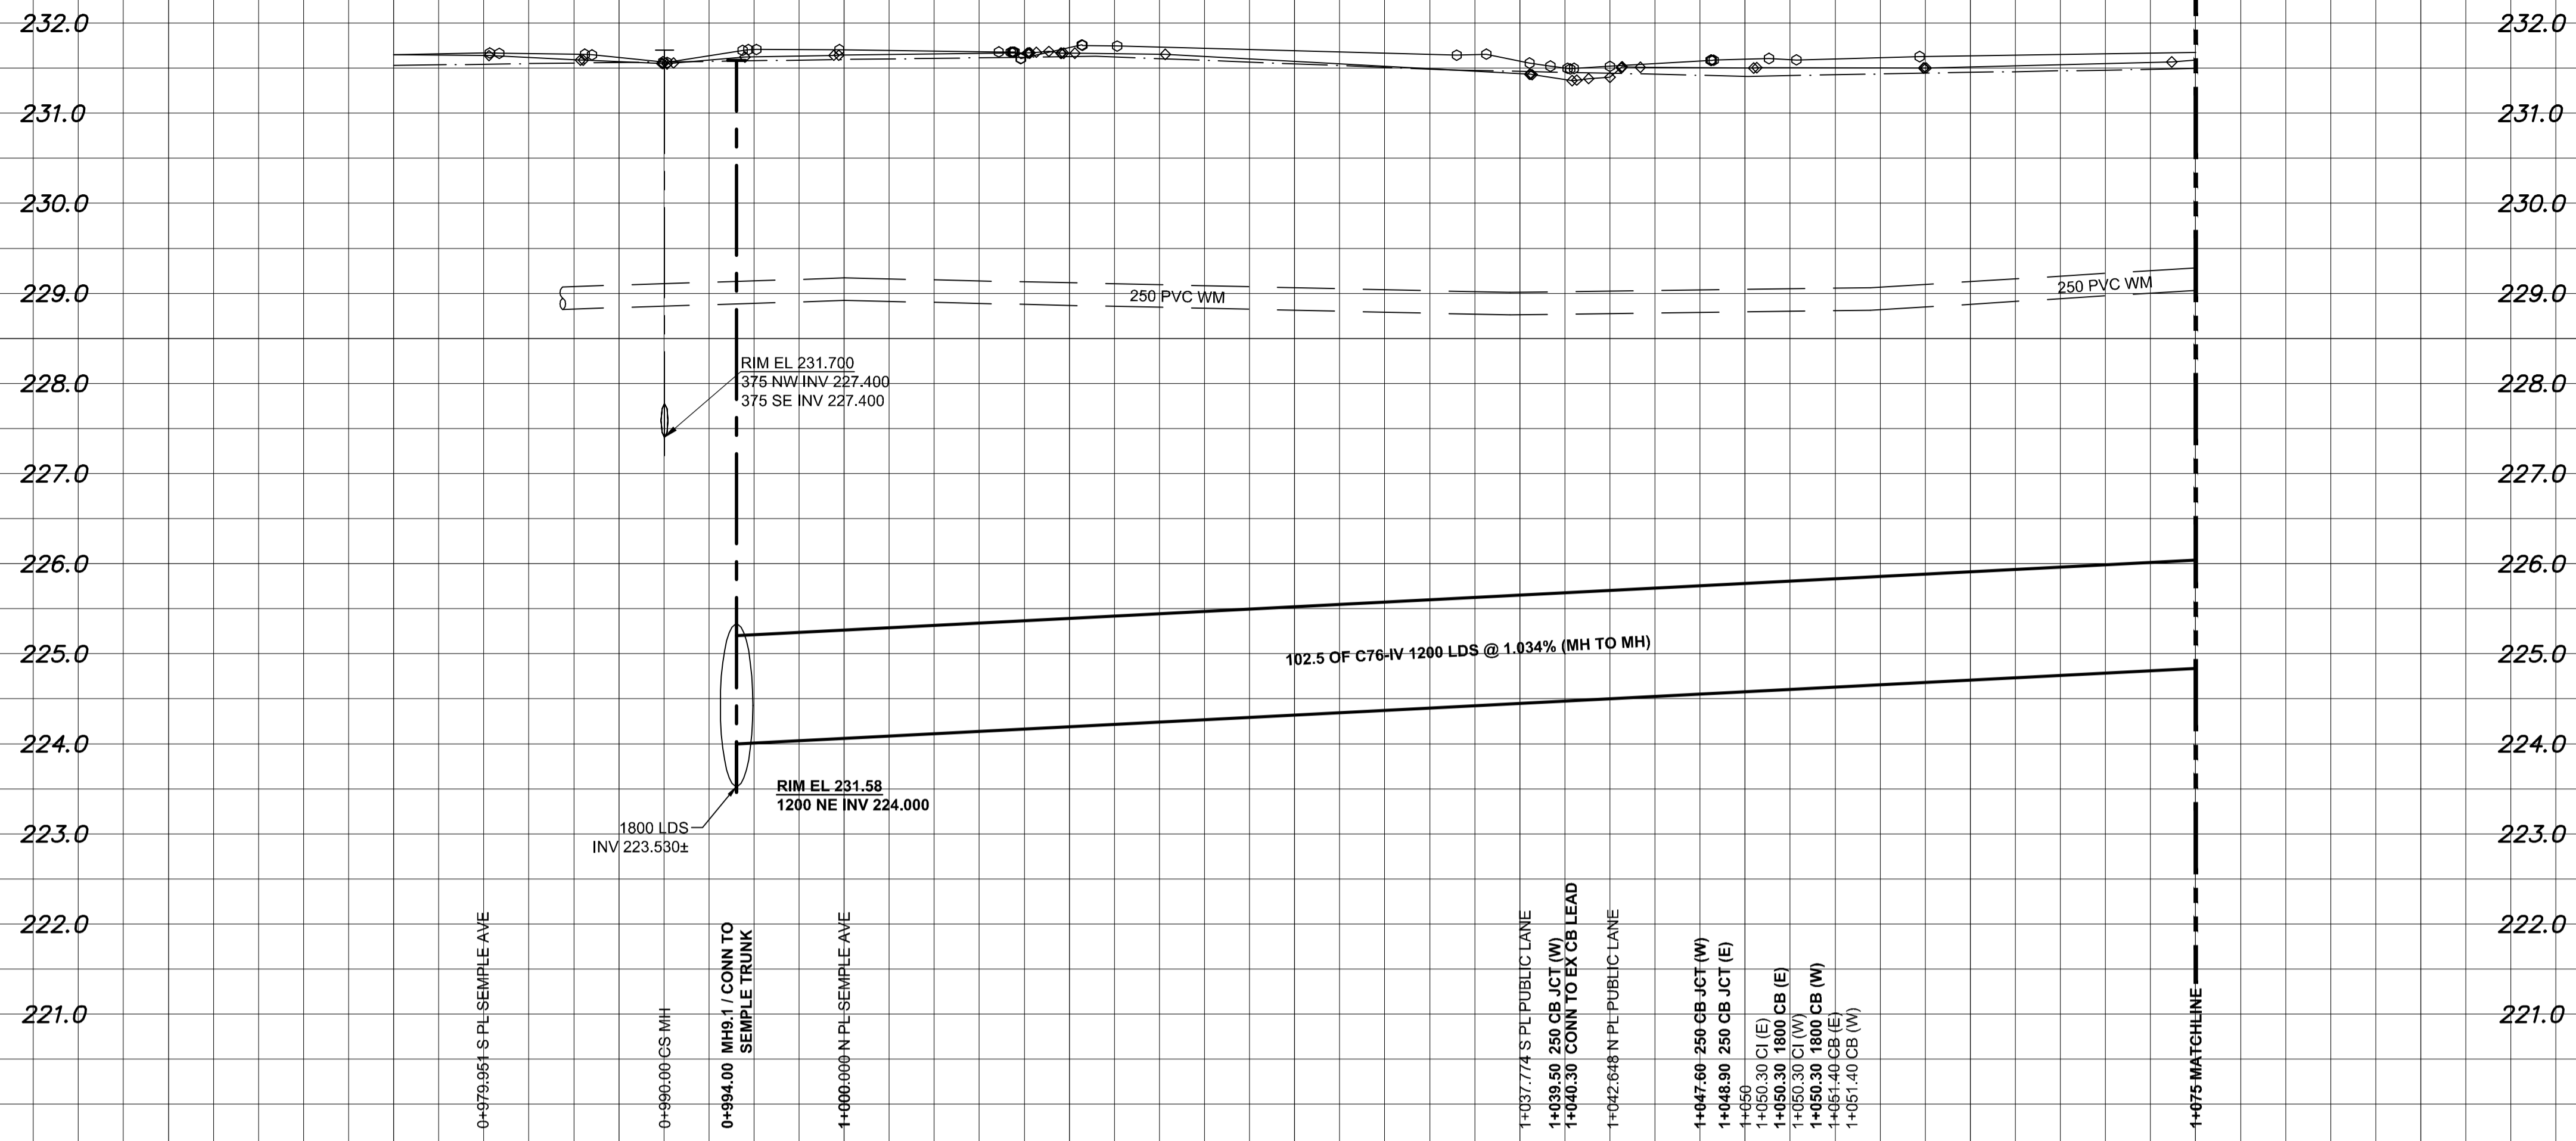 232.0
232.0
231.0
231.0
230.0
230.0
229.0
250 PVC WM
250 PVC WM
229.0
RIM EL 231.700
375 NW INV 227.400
375 SE INV 227.400
228.0
228.0
227.0
227.0
226.0
226.0
225.0
102.5 OF C76-IV 1200 LDS @ 1.034% (MH TO MH)
225.0
224.0
224.0
RIM EL 231.58
1200 NE INV 224.000
1800 LDS
INV 223.530±
223.0
223.0
222.0
222.0
221.0
221.0
0+979.951 S PL SEMPLE AVE
0+990.00 CS MH
0+994.00 MH9.1 / CONN TO
SEMPLE TRUNK
1+000.000 N PL SEMPLE AVE
1+037.774 S PL PUBLIC LANE
1+039.50 250 CB JCT (W)
1+040.30 CONN TO EX CB LEAD
1+042.648 N PL PUBLIC LANE
1+047.60 250 CB JCT (W)
1+048.90 250 CB JCT (E)
1+050
1+050.30 CI (E)
1+050.30 1800 CB (E)
1+050.30 CI (W)
1+050.30 1800 CB (W)
1+051.40 CB (E)
1+051.40 CB (W)
1+075 MATCHLINE